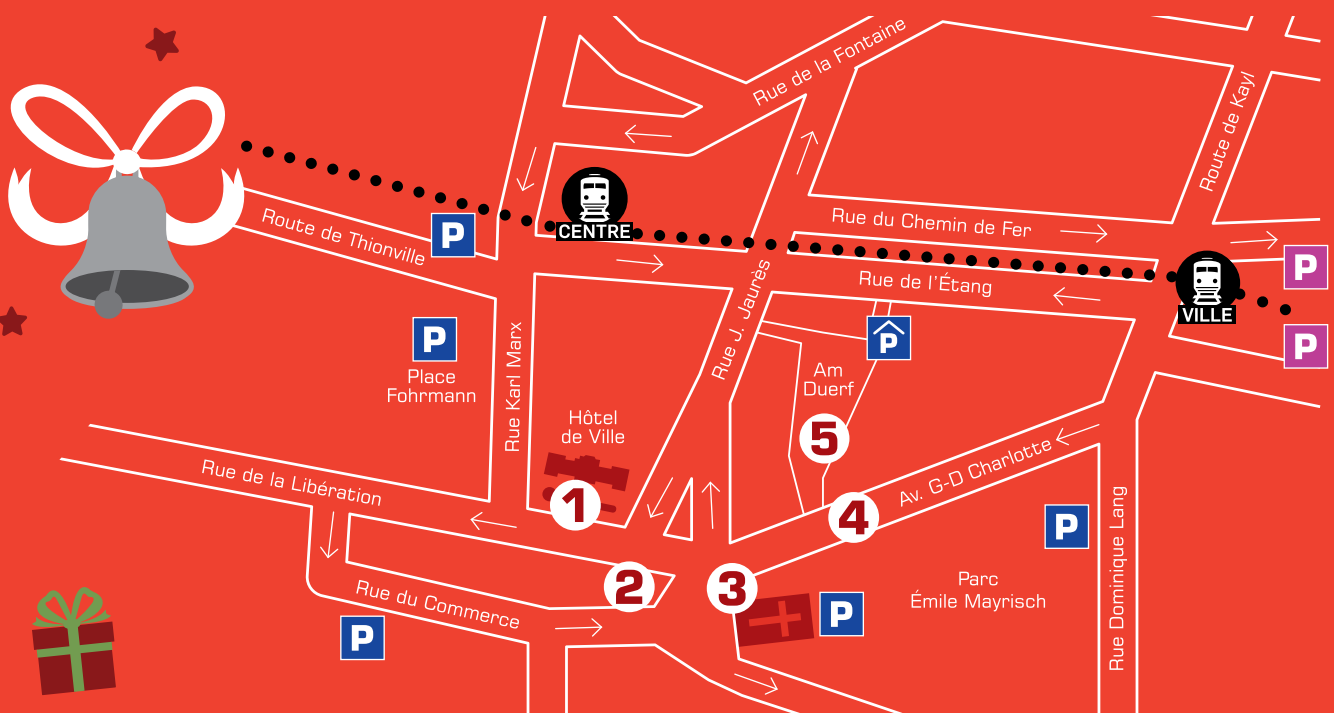 Rue de la Fontaine
Route de Kayl
CENTRE
Rue du Chemin de Fer
Route de Thionville
P
Rue de l'Étang
P
VILLE
P
Rue J. Jaurès
P
P
Place
Fohrmann
Rue Karl Marx
Am
Duerf
Hôtel
de Ville
5
Av. G-D Charlotte
Rue de la Libération
1
4
P
Rue Dominique Lang
2
3
Parc
Émile Mayrisch
Rue du Commerce
P
P